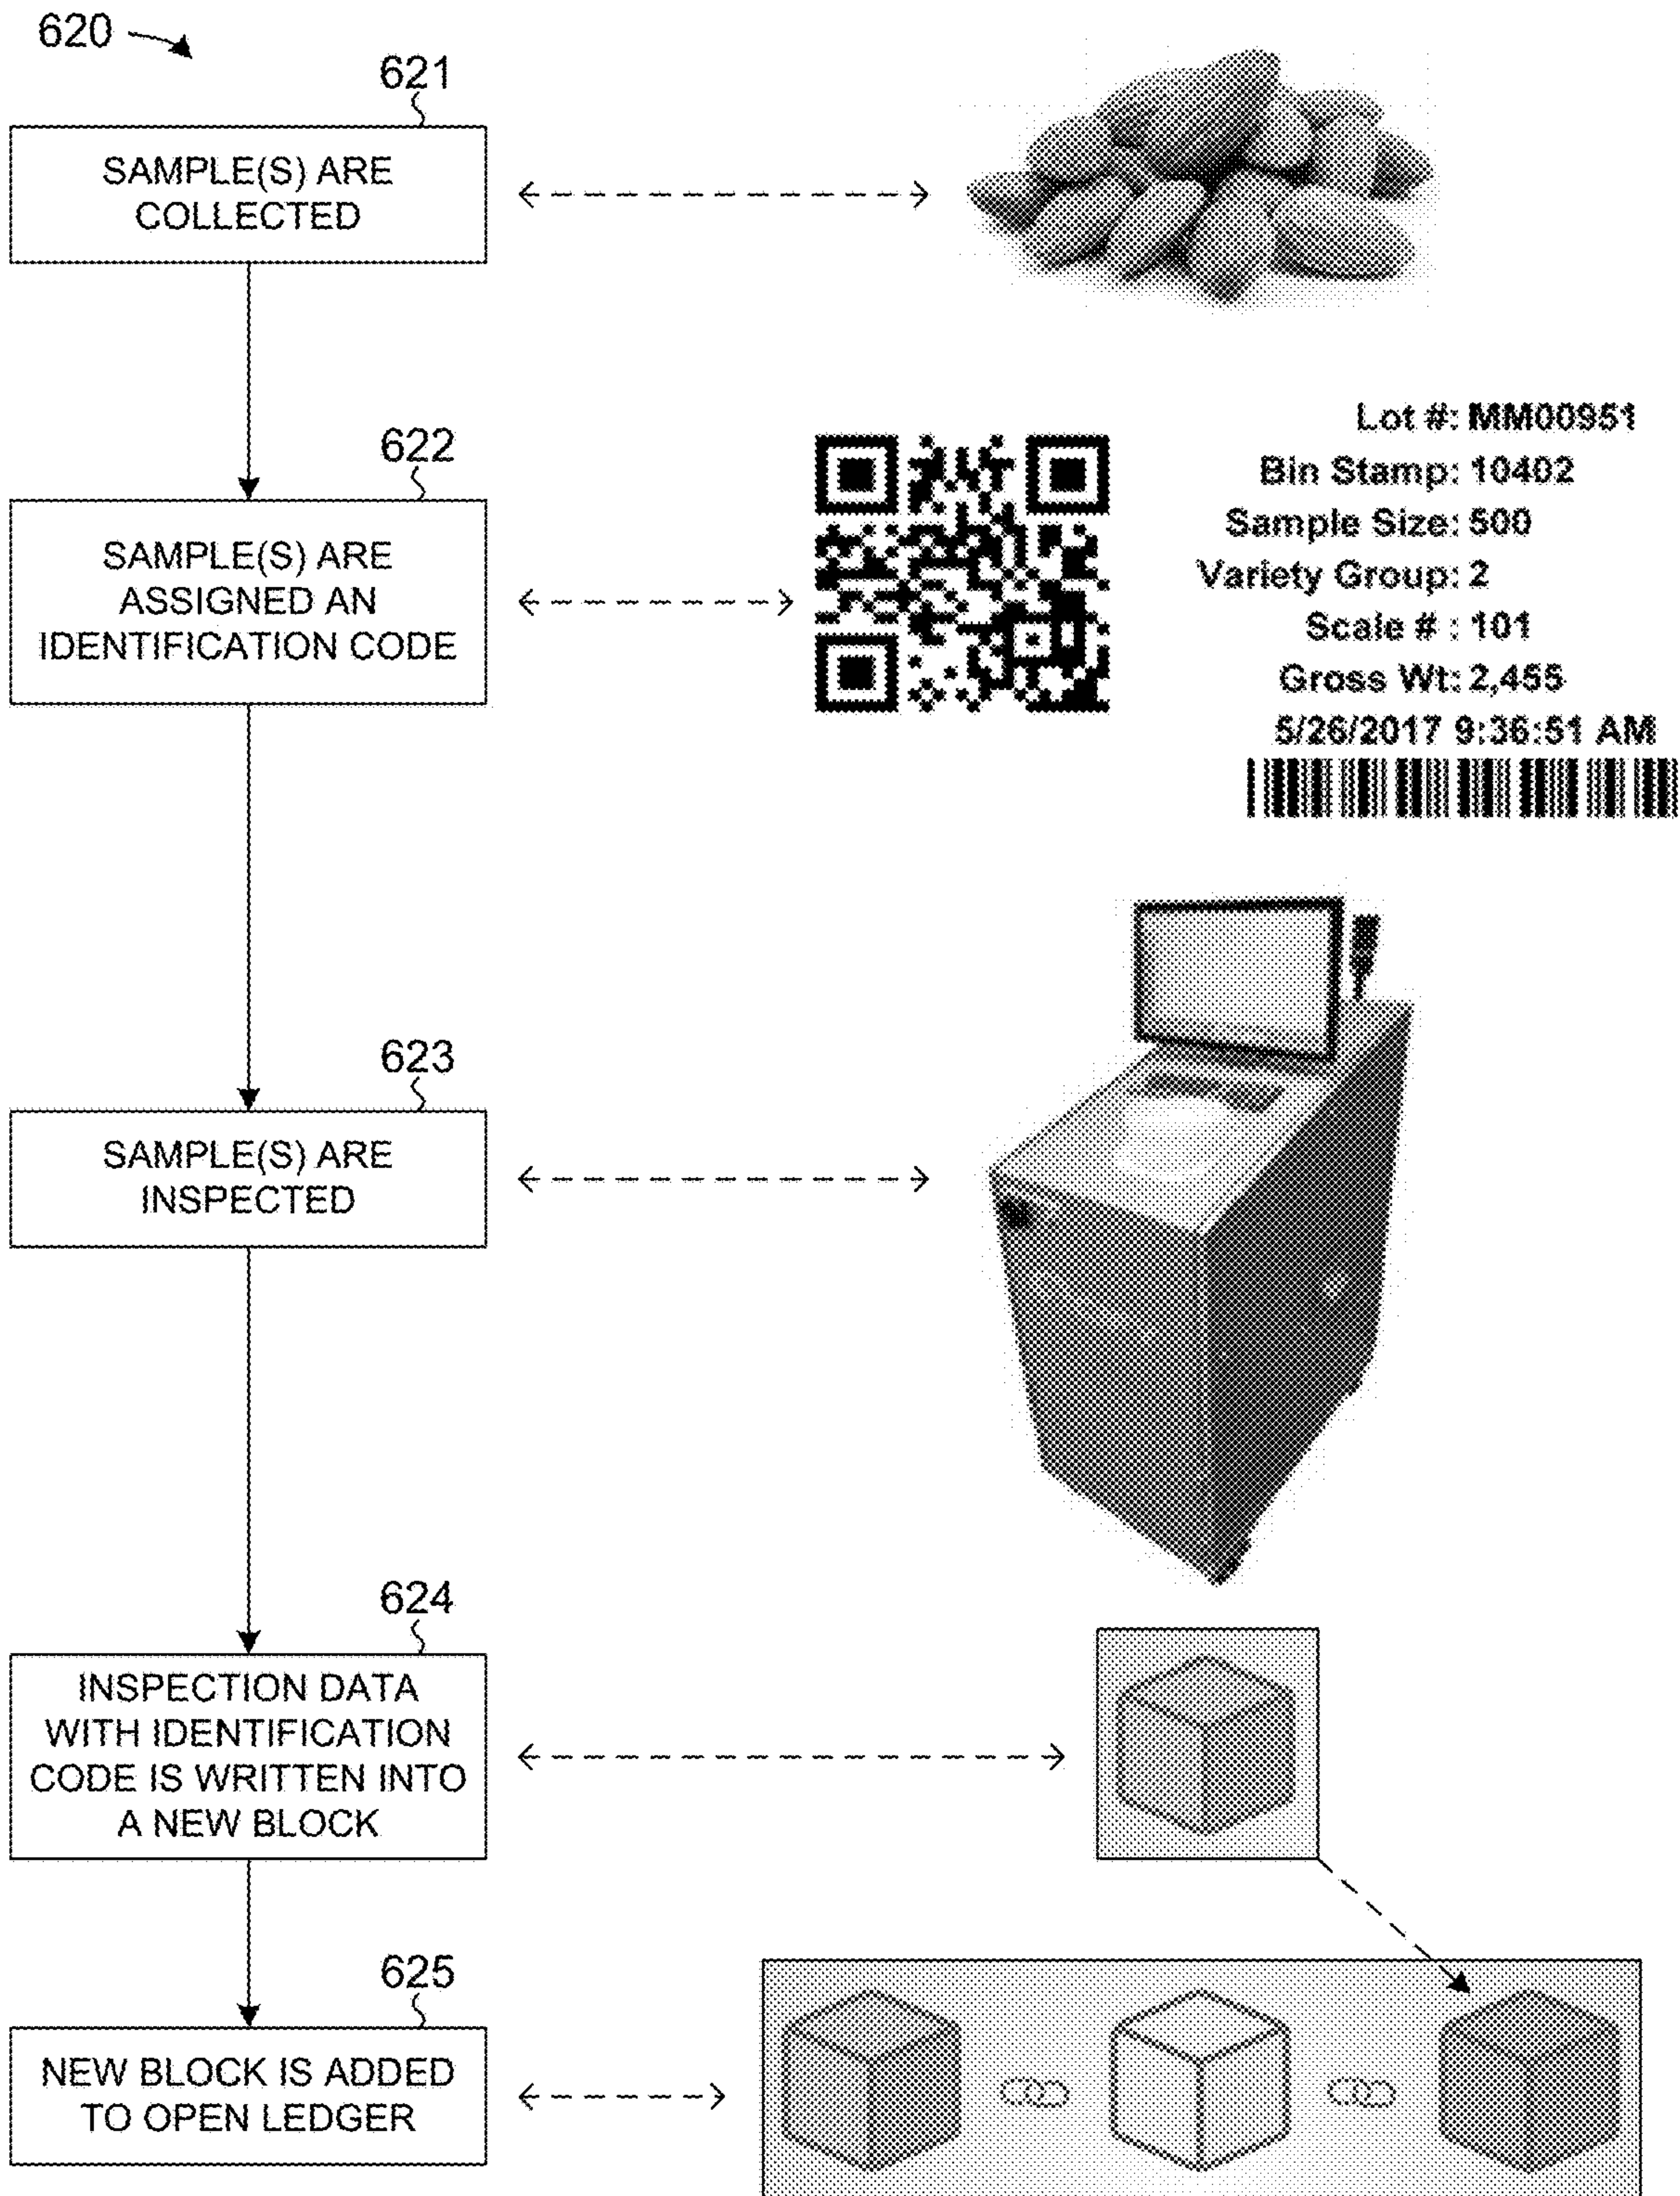 620
621
SAMPLE(S) ARE
COLLECTED
622
SAMPLE(S) ARE
ASSIGNED AN
IDENTIFICATION CODE
Lot #: MM00951
Bin Stamp: 10402
Sample Size: 500
Variety Group: 2
Scale # : 101
Gross Wt: 2,455
5/26/2017 9:36:51 AM
623
SAMPLE(S) ARE
INSPECTED
624
INSPECTION DATA
WITH IDENTIFICATION
CODE IS WRITTEN INTO
A NEW BLOCK
625
NEW BLOCK IS ADDED
TO OPEN LEDGER